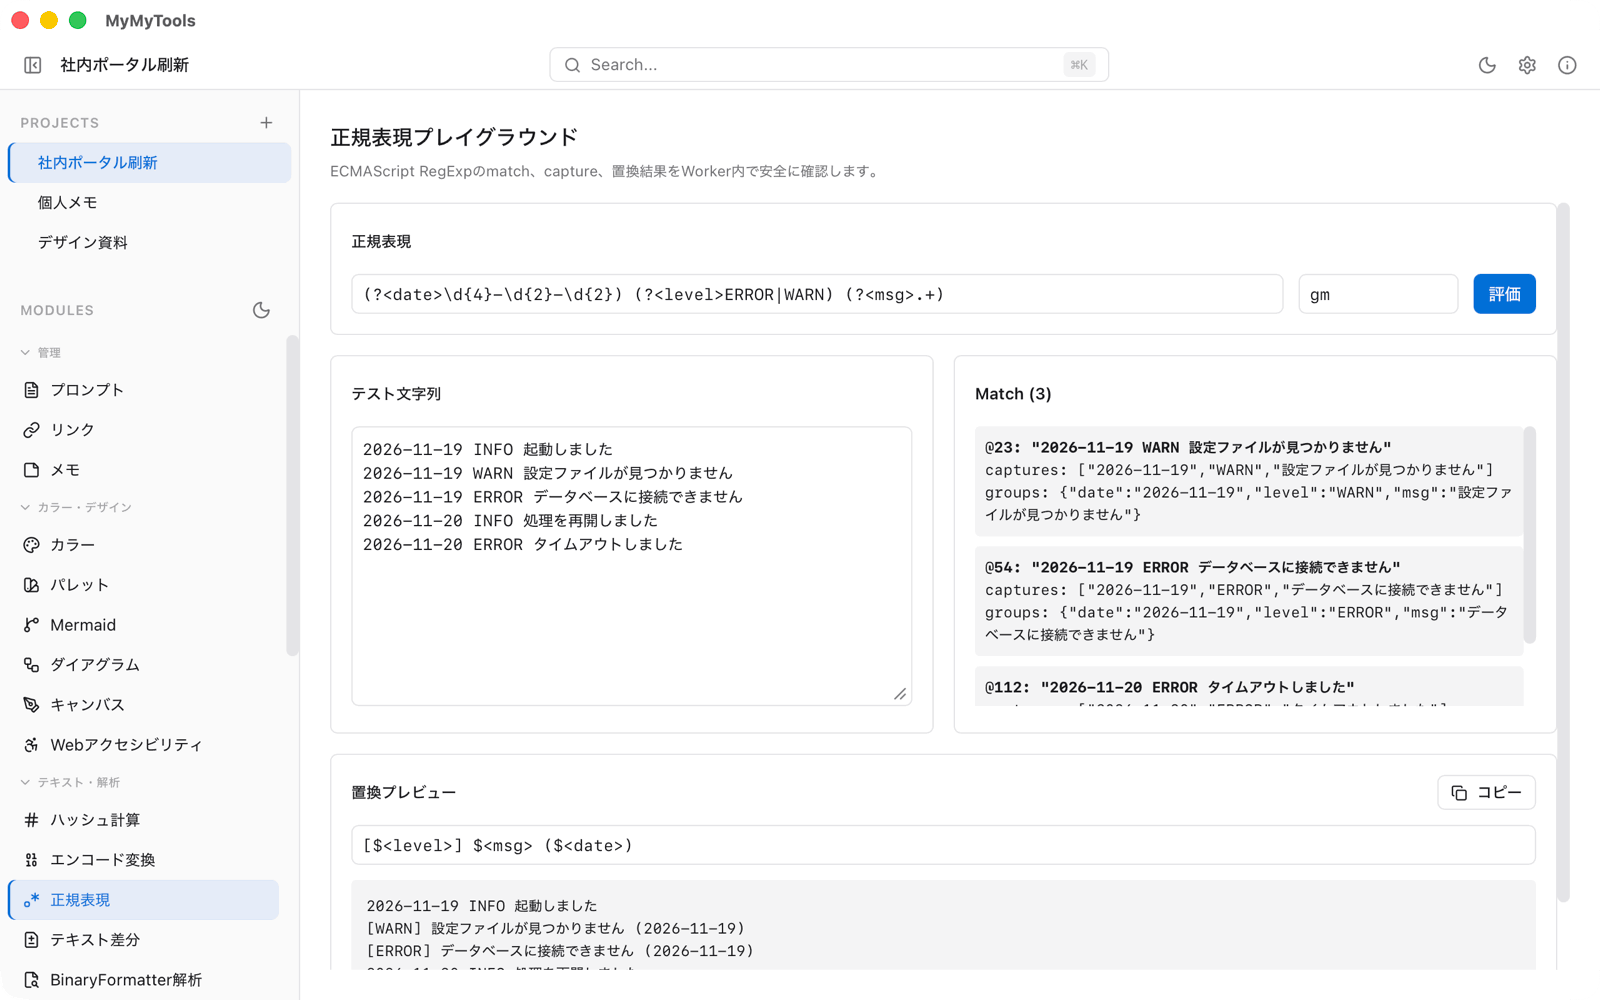 MyMyTools
社内ポータル刷新
Search...
⌘K
PROJECTS
社内ポータル刷新
個人メモ
デザイン資料
MODULES
管理
プロンプト
リンク
メモ
カラー・デザイン
カラー
パレット
Mermaid
ダイアグラム
キャンバス
Webアクセシビリティ
テキスト・解析
ハッシュ計算
エンコード変換
正規表現
テキスト差分
BinaryFormatter解析
正規表現プレイグラウンド
ECMAScript RegExpのmatch、capture、置換結果をWorker内で安全に確認します。
正規表現
(?<date>\d{4}-\d{2}-\d{2}) (?<level>ERROR|WARN) (?<msg>.+)
gm
評価
テスト文字列
2026-11-19 INFO 起動しました
2026-11-19 WARN 設定ファイルが見つかりません
2026-11-19 ERROR データベースに接続できません
2026-11-20 INFO 処理を再開しました
2026-11-20 ERROR タイムアウトしました
Match (3)
@23: "2026-11-19 WARN 設定ファイルが見つかりません"
captures: ["2026-11-19","WARN","設定ファイルが見つかりません"]
groups: {"date":"2026-11-19","level":"WARN","msg":"設定ファ
イルが見つかりません"}
@54: "2026-11-19 ERROR データベースに接続できません"
captures: ["2026-11-19","ERROR","データベースに接続できません"]
groups: {"date":"2026-11-19","level":"ERROR","msg":"データ
ベースに接続できません"}
@112: "2026-11-20 ERROR タイムアウトしました"
置換プレビュー
コピー
[$<level>] $<msg> ($<date>)
2026-11-19 INFO 起動しました
[WARN] 設定ファイルが見つかりません (2026-11-19)
[ERROR] データベースに接続できません (2026-11-19)